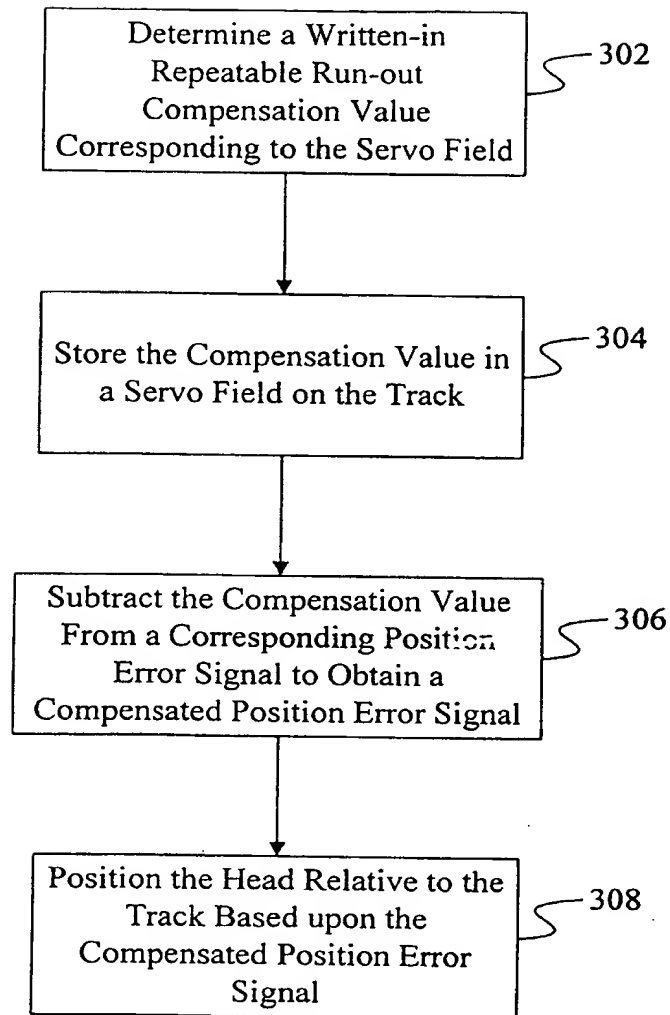 Determine a Written-in
Repeatable Run-out
Compensation Value
Corresponding to the Servo Field
302
Store the Compensation Value in
a Servo Field on the Track
304
Subtract the Compensation Value
From a Corresponding Position
Error Signal to Obtain a
Compensated Position Error Signal
306
Position the Head Relative to the
Track Based upon the
Compensated Position Error
Signal
308